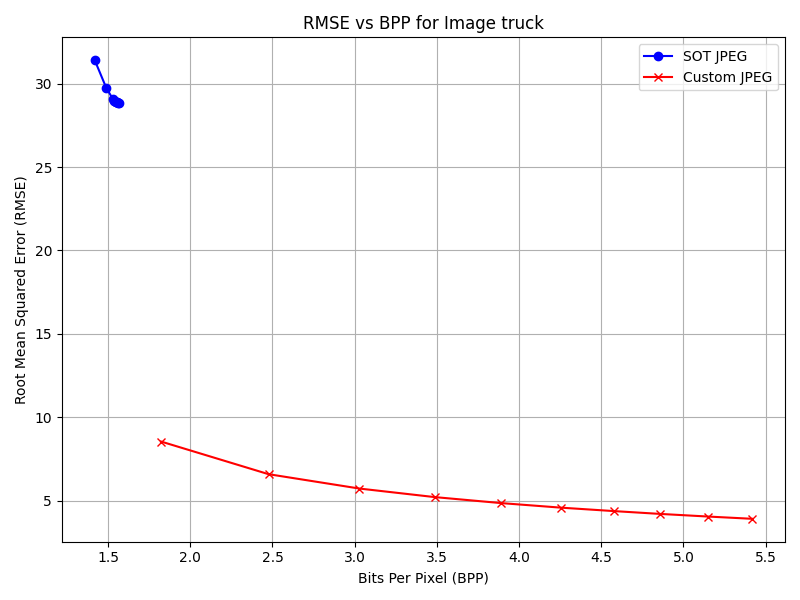 RMSE vs BPP for Image truck
SOT JPEG
Custom JPEG
Root Mean Squared Error (RMSE)
30
25
20
15
10
5
1.5 2.0 2.5 3.0 3.5 4.0 4.5 5.0 5.5
Bits Per Pixel (BPP)